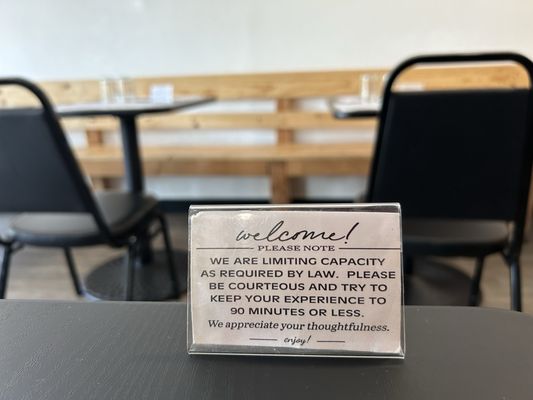 welcome!
PLEASE NOTE
WE ARE LIMITING CAPACITY
AS REQUIRED BY LAW. PLEASE
BE COURTEOUS AND TRY TO
KEEP YOUR EXPERIENCE TO
90 MINUTES OR LESS.
We appreciate your thoughtfulness.
enjoy!